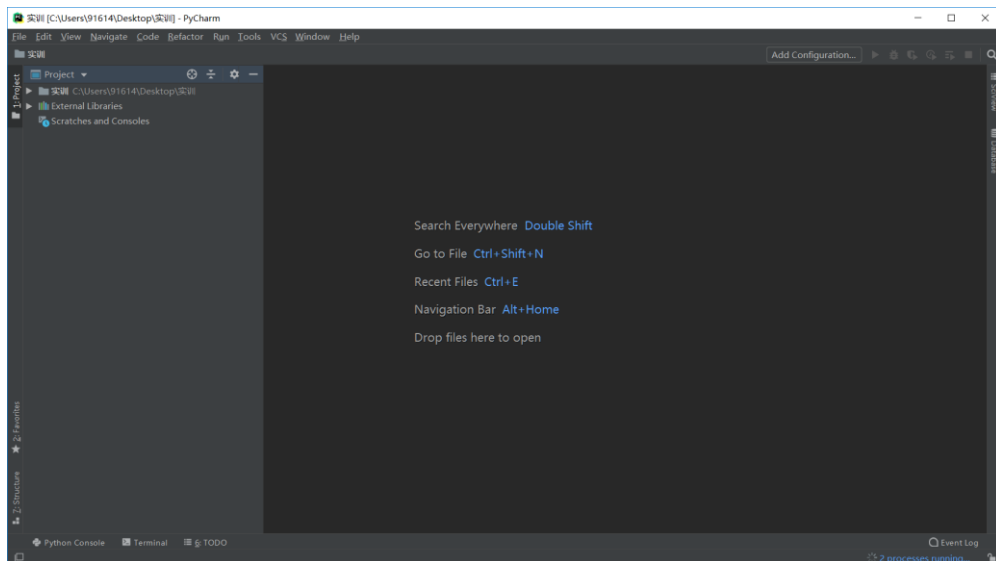 实训 [C:\Users\91614\Desktop\实训] - PyCharm
File Edit View Navigate Code Refactor Run Tools VCS Window Help
实训
Add Configuration...
1: Project
Project
实训 C:\Users\91614\Desktop\实训
External Libraries
Scratches and Consoles
SciView
Database
Search Everywhere Double Shift
Go to File Ctrl+Shift+N
Recent Files Ctrl+E
Navigation Bar Alt+Home
Drop files here to open
2: Favorites
Z: Structure
Python Console Terminal 6: TODO
Event Log
2 processes running...